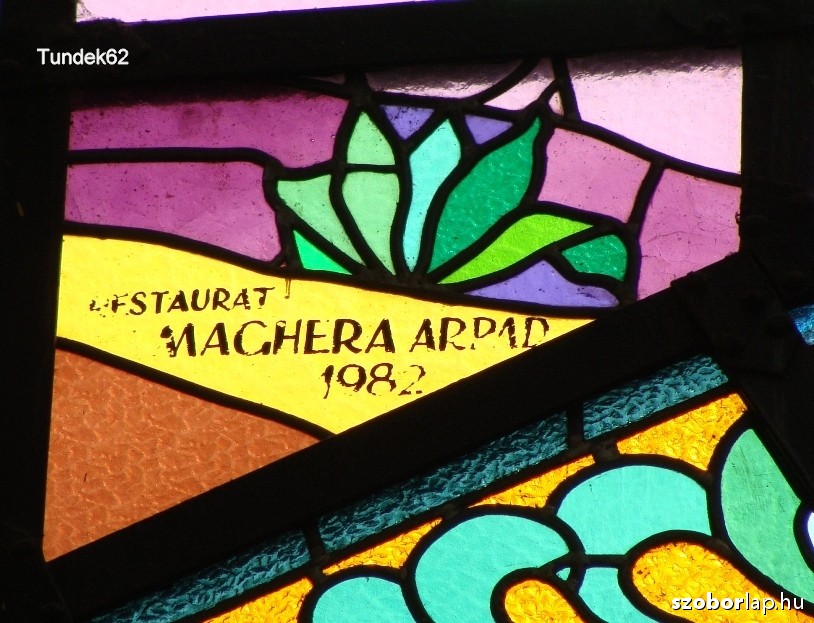 Tundek62
RESTAURAT
MAGHERA ARPAD
1982
szoborlap.hu